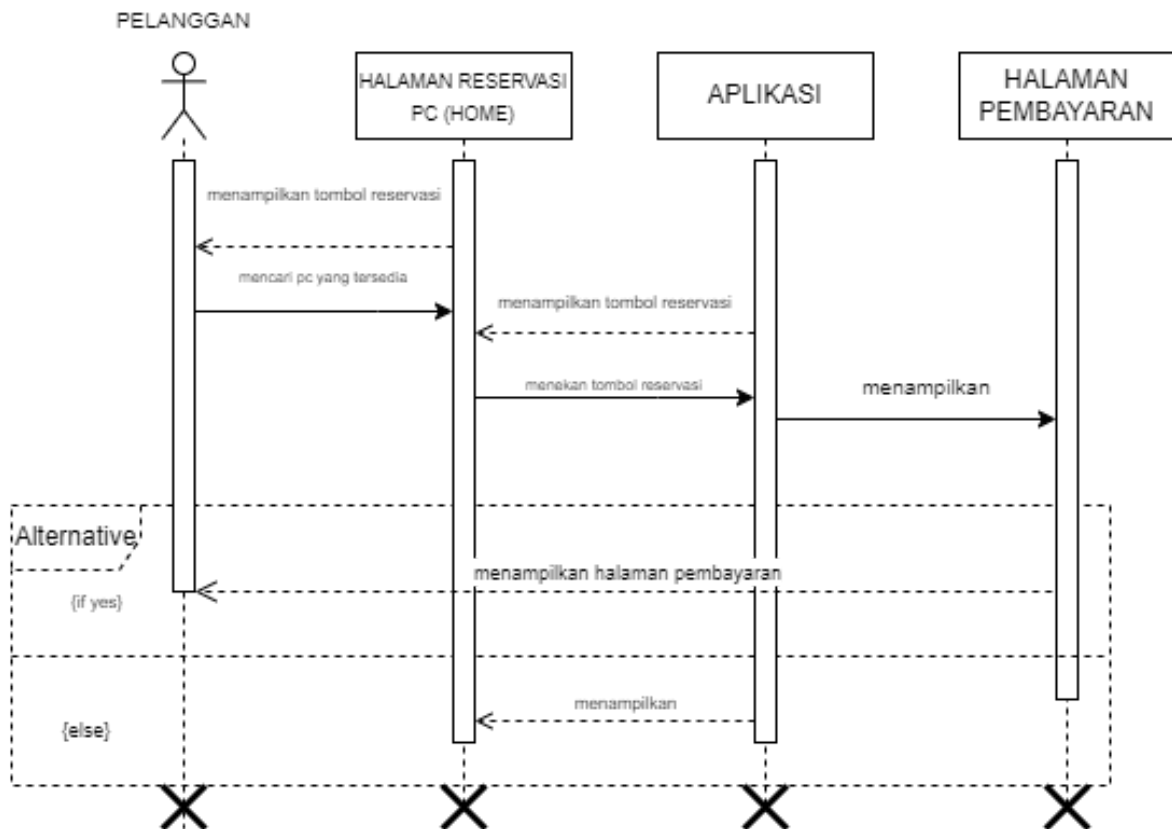 PELANGGAN
HALAMAN RESERVASI
PC (HOME)
APLIKASI
HALAMAN
PEMBAYARAN
menampilkan tombol reservasi
mencari pc yang tersedia
menampilkan tombol reservasi
menekan tombol reservasi
menampilkan
Alternative
menampilkan halaman pembayaran
{if yes}
menampilkan
{else}